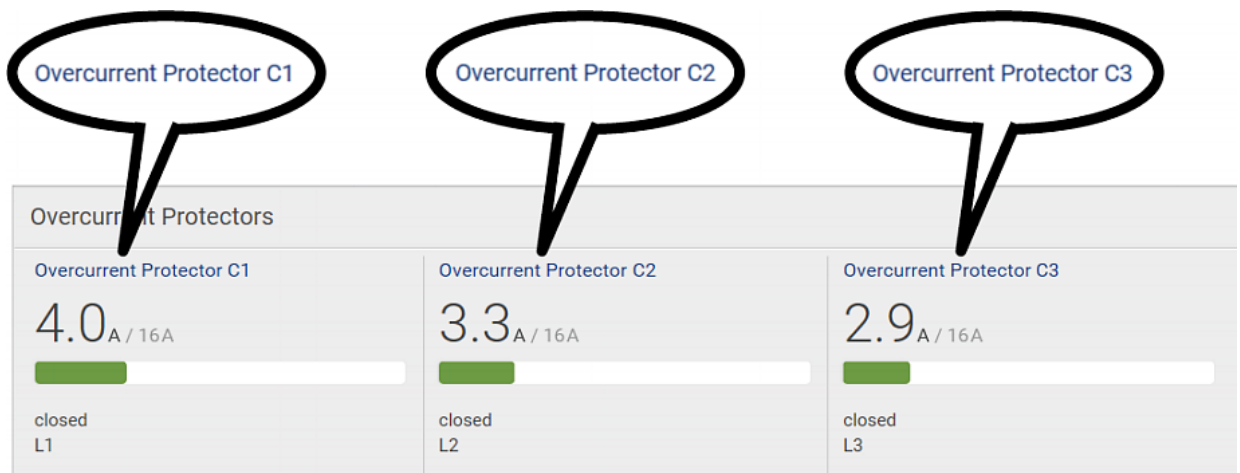 Overcurrent Protector C1
Overcurrent Protector C2
Overcurrent Protector C3
Overcurrent Protectors
Overcurrent Protector C1
4.0A / 16A
closed
L1
Overcurrent Protector C2
3.3A / 16A
closed
L2
Overcurrent Protector C3
2.9A / 16A
closed
L3